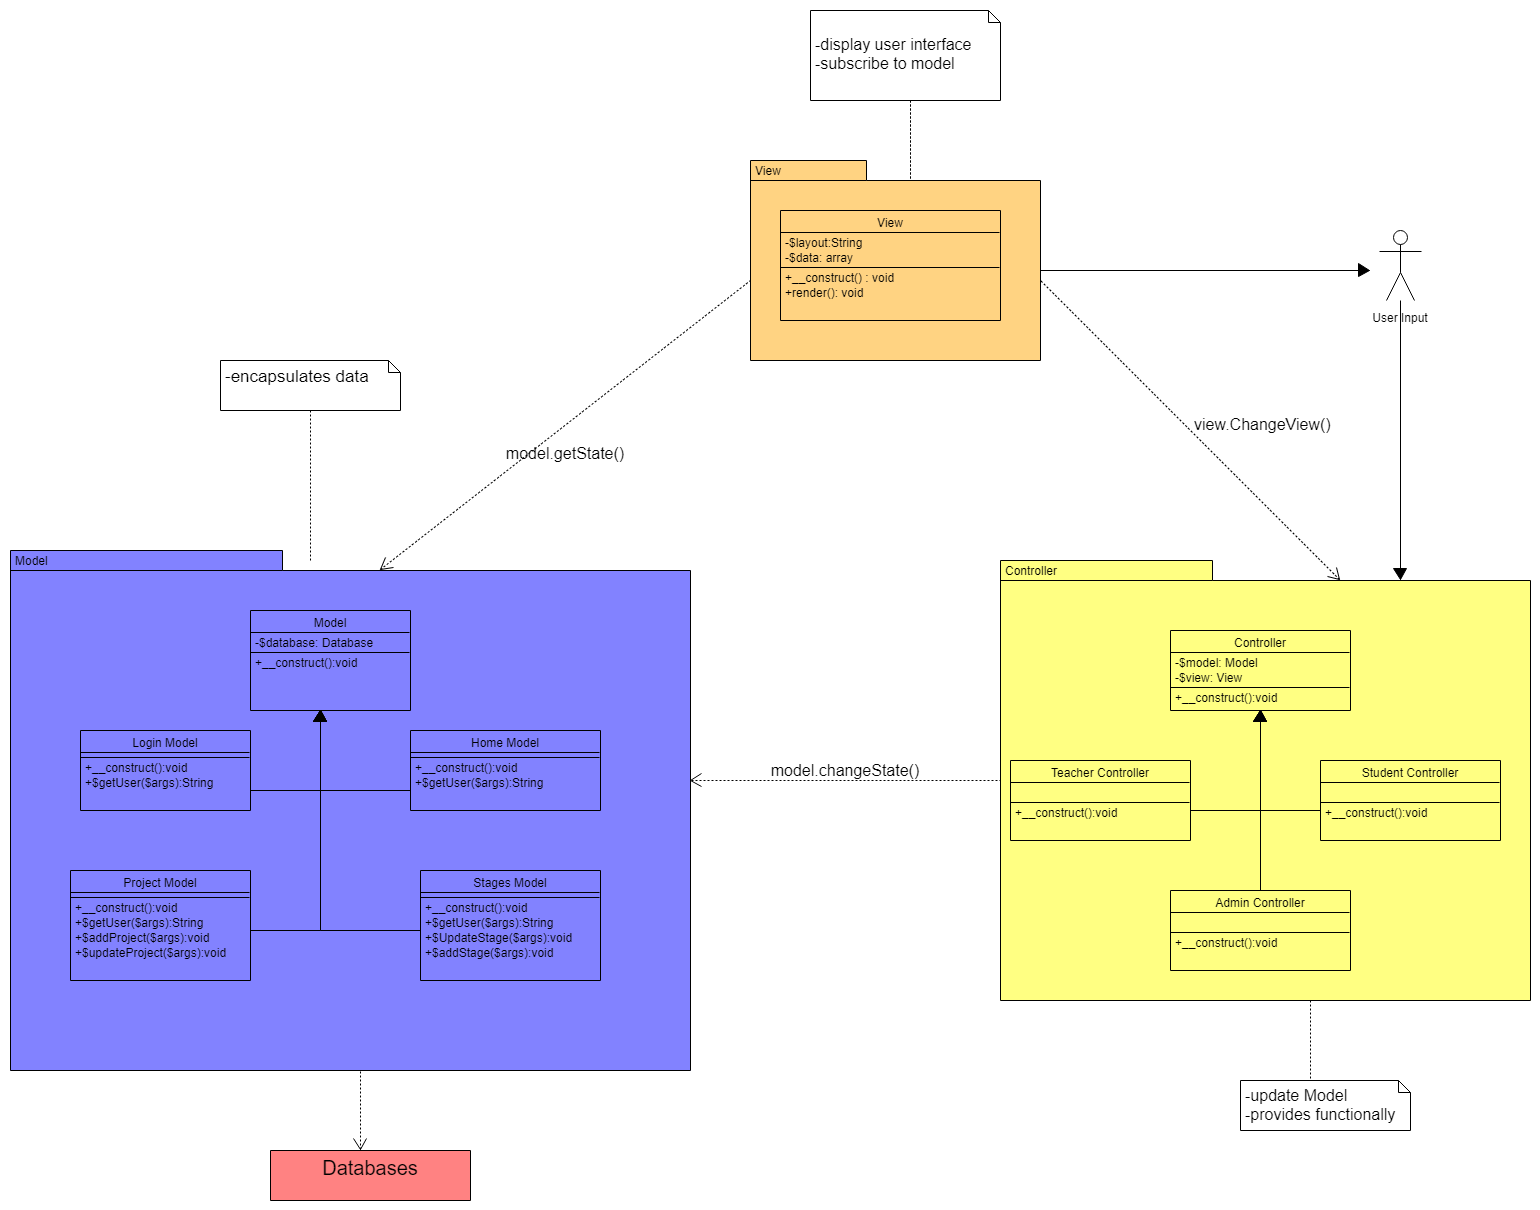 -display user interface
-subscribe to model
View
View
-$layout:String
-$data: array
+__construct() : void
+render(): void
User Input
-encapsulates data
view.ChangeView()
model.getState()
Model
Model
-$database: Database
+__construct():void
Login Model
+__construct():void
+$getUser($args):String
Home Model
+__construct():void
+$getUser($args):String
Project Model
+__construct():void
+$getUser($args):String
+$addProject($args):void
+$updateProject($args):void
Stages Model
+__construct():void
+$getUser($args):String
+$UpdateStage($args):void
+$addStage($args):void
model.changeState()
Controller
Controller
-$model: Model
-$view: View
+__construct():void
Teacher Controller
+__construct():void
Student Controller
+__construct():void
Admin Controller
+__construct():void
-update Model
-provides functionally
Databases